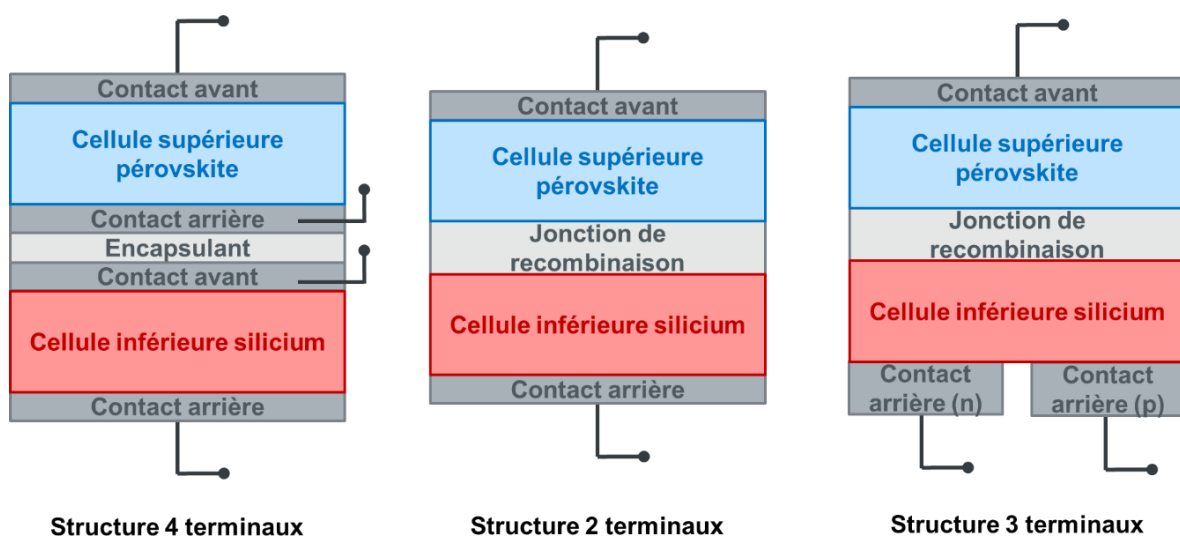 Contact avant
Cellule supérieure
pérovskite
Contact arrière
Encapsulant
Contact avant
Cellule inférieure silicium
Contact arrière
Structure 4 terminaux
Contact avant
Cellule supérieure
pérovskite
Jonction de
recombinaison
Cellule inférieure silicium
Contact arrière
Structure 2 terminaux
Contact avant
Cellule supérieure
pérovskite
Jonction de
recombinaison
Cellule inférieure silicium
Contact
arrière (n)
Contact
arrière (p)
Structure 3 terminaux